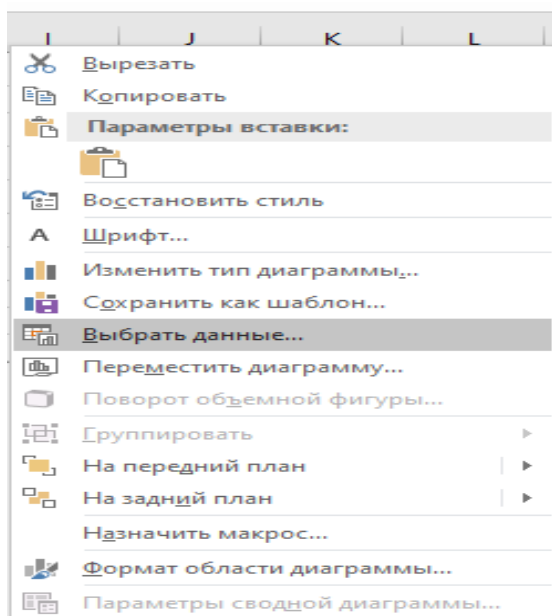 I J K L
Вырезать
Копировать
Параметры вставки:
Восстановить стиль
Шрифт...
Изменить тип диаграммы...
Сохранить как шаблон...
Выбрать данные...
Переместить диаграмму...
Поворот объемной фигуры...
Группировать
На передний план
На задний план
Назначить макрос...
Формат области диаграммы...
Параметры сводной диаграммы...